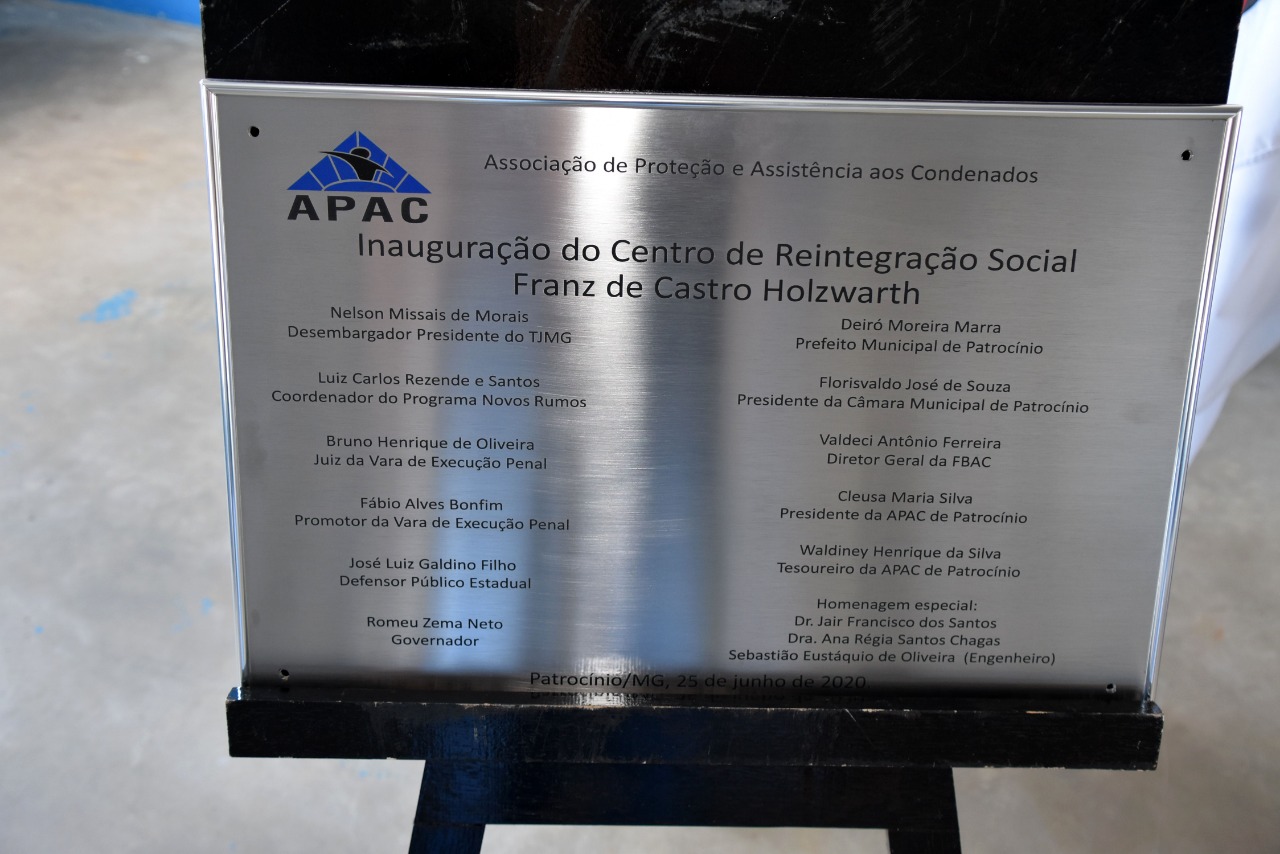 APAC
Associação de Proteção e Assistência aos Condenados
Inauguração do Centro de Reintegração Social
Franz de Castro Holzwarth
Nelson Missais de Morais
Desembargador Presidente do TJMG
Luiz Carlos Rezende e Santos
Coordenador do Programa Novos Rumos
Bruno Henrique de Oliveira
Juiz da Vara de Execução Penal
Fábio Alves Bonfim
Promotor da Vara de Execução Penal
José Luiz Galdino Filho
Defensor Público Estadual
Romeu Zema Neto
Governador
Deiró Moreira Marra
Prefeito Municipal de Patrocínio
Florisvaldo José de Souza
Presidente da Câmara Municipal de Patrocínio
Valdeci Antônio Ferreira
Diretor Geral da FBAC
Cleusa Maria Silva
Presidente da APAC de Patrocínio
Waldiney Henrique da Silva
Tesoureiro da APAC de Patrocínio
Homenagem especial:
Dr. Jair Francisco dos Santos
Dra. Ana Régia Santos Chagas
Sebastião Eustáquio de Oliveira (Engenheiro)
Patrocínio/MG, 25 de junho de 2020